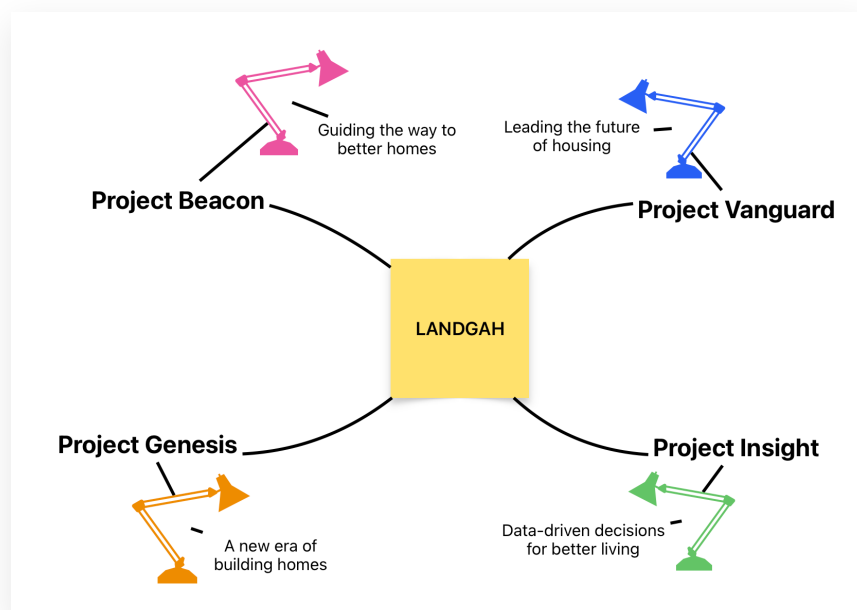 Guiding the way to
better homes
Project Beacon
Leading the future
of housing
Project Vanguard
LANDGAH
Project Genesis
A new era of
building homes
Project Insight
Data-driven decisions
for better living